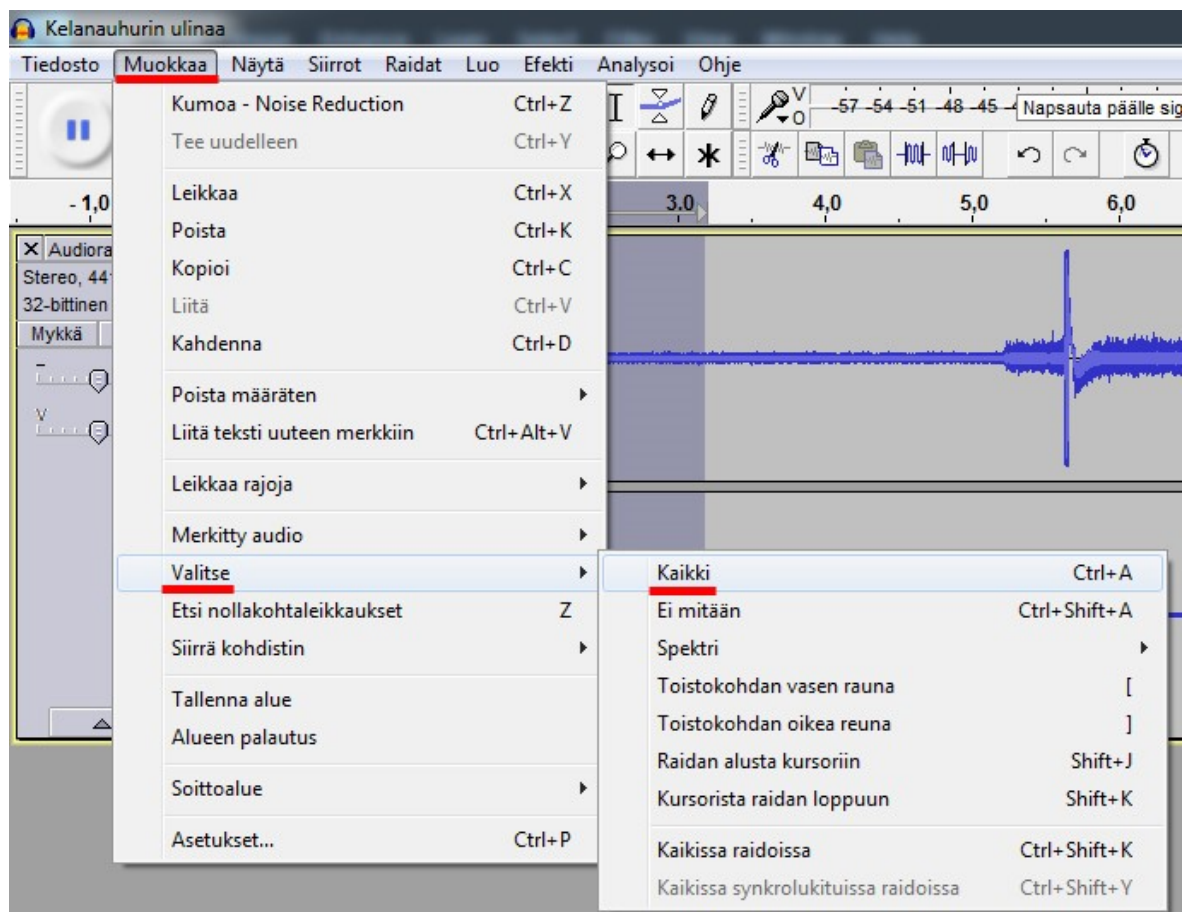 Kelanauhurin ulinaa
Tiedosto Muokkaa Näytä Siirrot Raidat Luo Efekti Analysoi Ohje
Kumoa - Noise Reduction Ctrl+Z
Tee uudelleen Ctrl+Y
Leikkaa Ctrl+X
Poista Ctrl+K
Kopioi Ctrl+C
Liitä Ctrl+V
Kahdenna Ctrl+D
Poista määräten
Liitä teksti uuteen merkkiin Ctrl+Alt+V
Leikkaa rajoja
Merkitty audio
Valitse
Etsi nollakohtaleikkaukset Z
Siirrä kohdistin
Tallenna alue
Alueen palautus
Soittoalue
Asetukset... Ctrl+P
V
O
-57 -54 -51 -48 -45
Napsauta päälle
- 1,0 3.0 4,0 5,0 6,0
X
Stereo,
32-bittinen
Mykkä
V
Kaikki Ctrl+A
Ei mitään Ctrl+Shift+A
Spektri
Toistokohdan vasen rauna [
Toistokohdan oikea reuna ]
Raidan alusta kursoriin Shift+J
Kursorista raidan loppuun Shift+K
Kaikissa raidoissa Ctrl+Shift+K
Kaikissa synkrolukituissa raidoissa Ctrl+Shift+Y